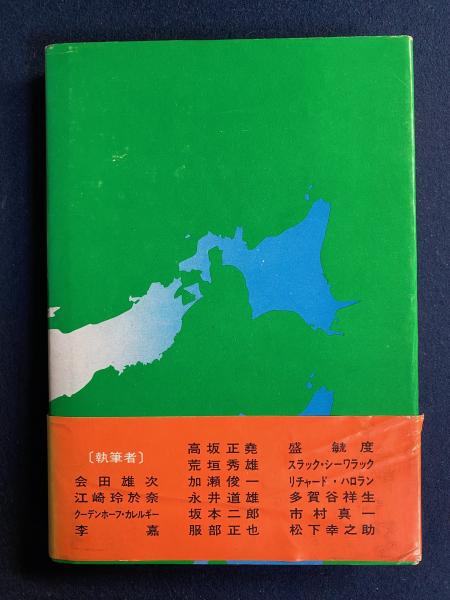 〔執筆者〕
会田雄次
江崎玲於奈
クーデンホーフ・カレルギー
李嘉
高坂正堯
荒垣秀雄
加瀬俊一
永井道雄
坂本二郎
服部正也
盛毓度
スラック・シーワラック
リチャード・ハロラン
多賀谷祥生
市村真一
松下幸之助